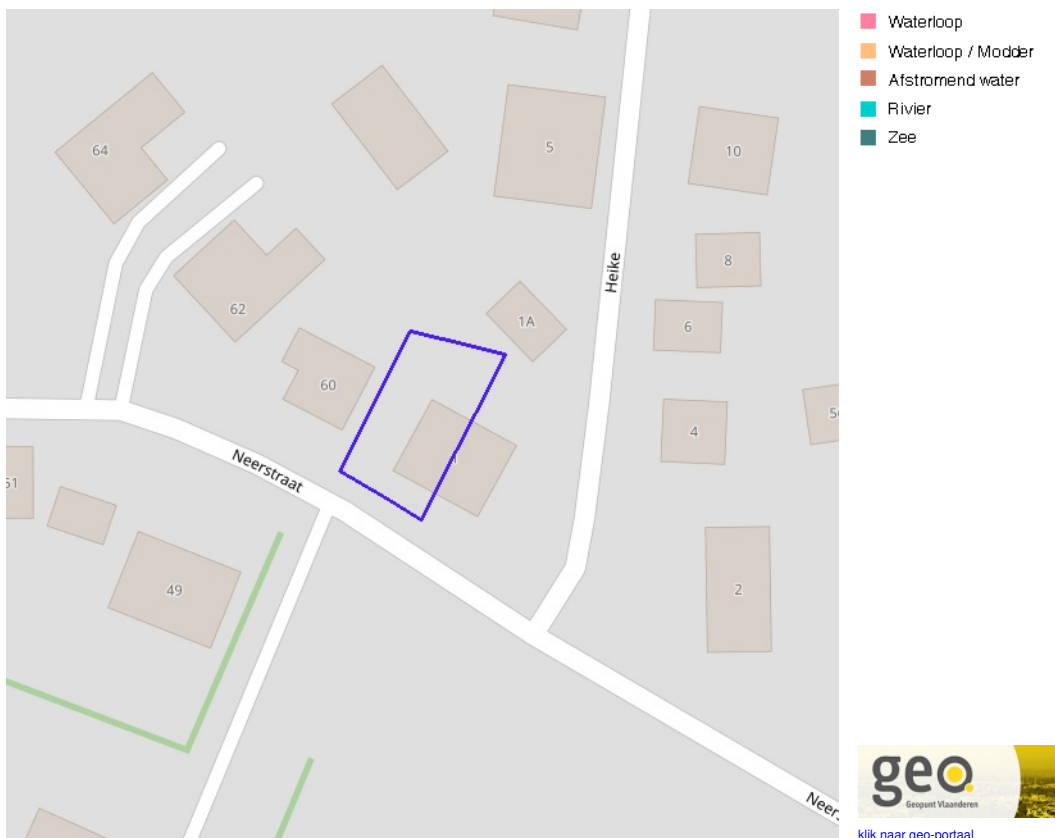 Waterloop
Waterloop / Modder
Afstromend water
Rivier
Zee
64
5
10
Heike
8
62
1A
6
60
4
Neerstraat
51
49
2
geo
Geopunt Vlaanderen
klik naar geo-portaal